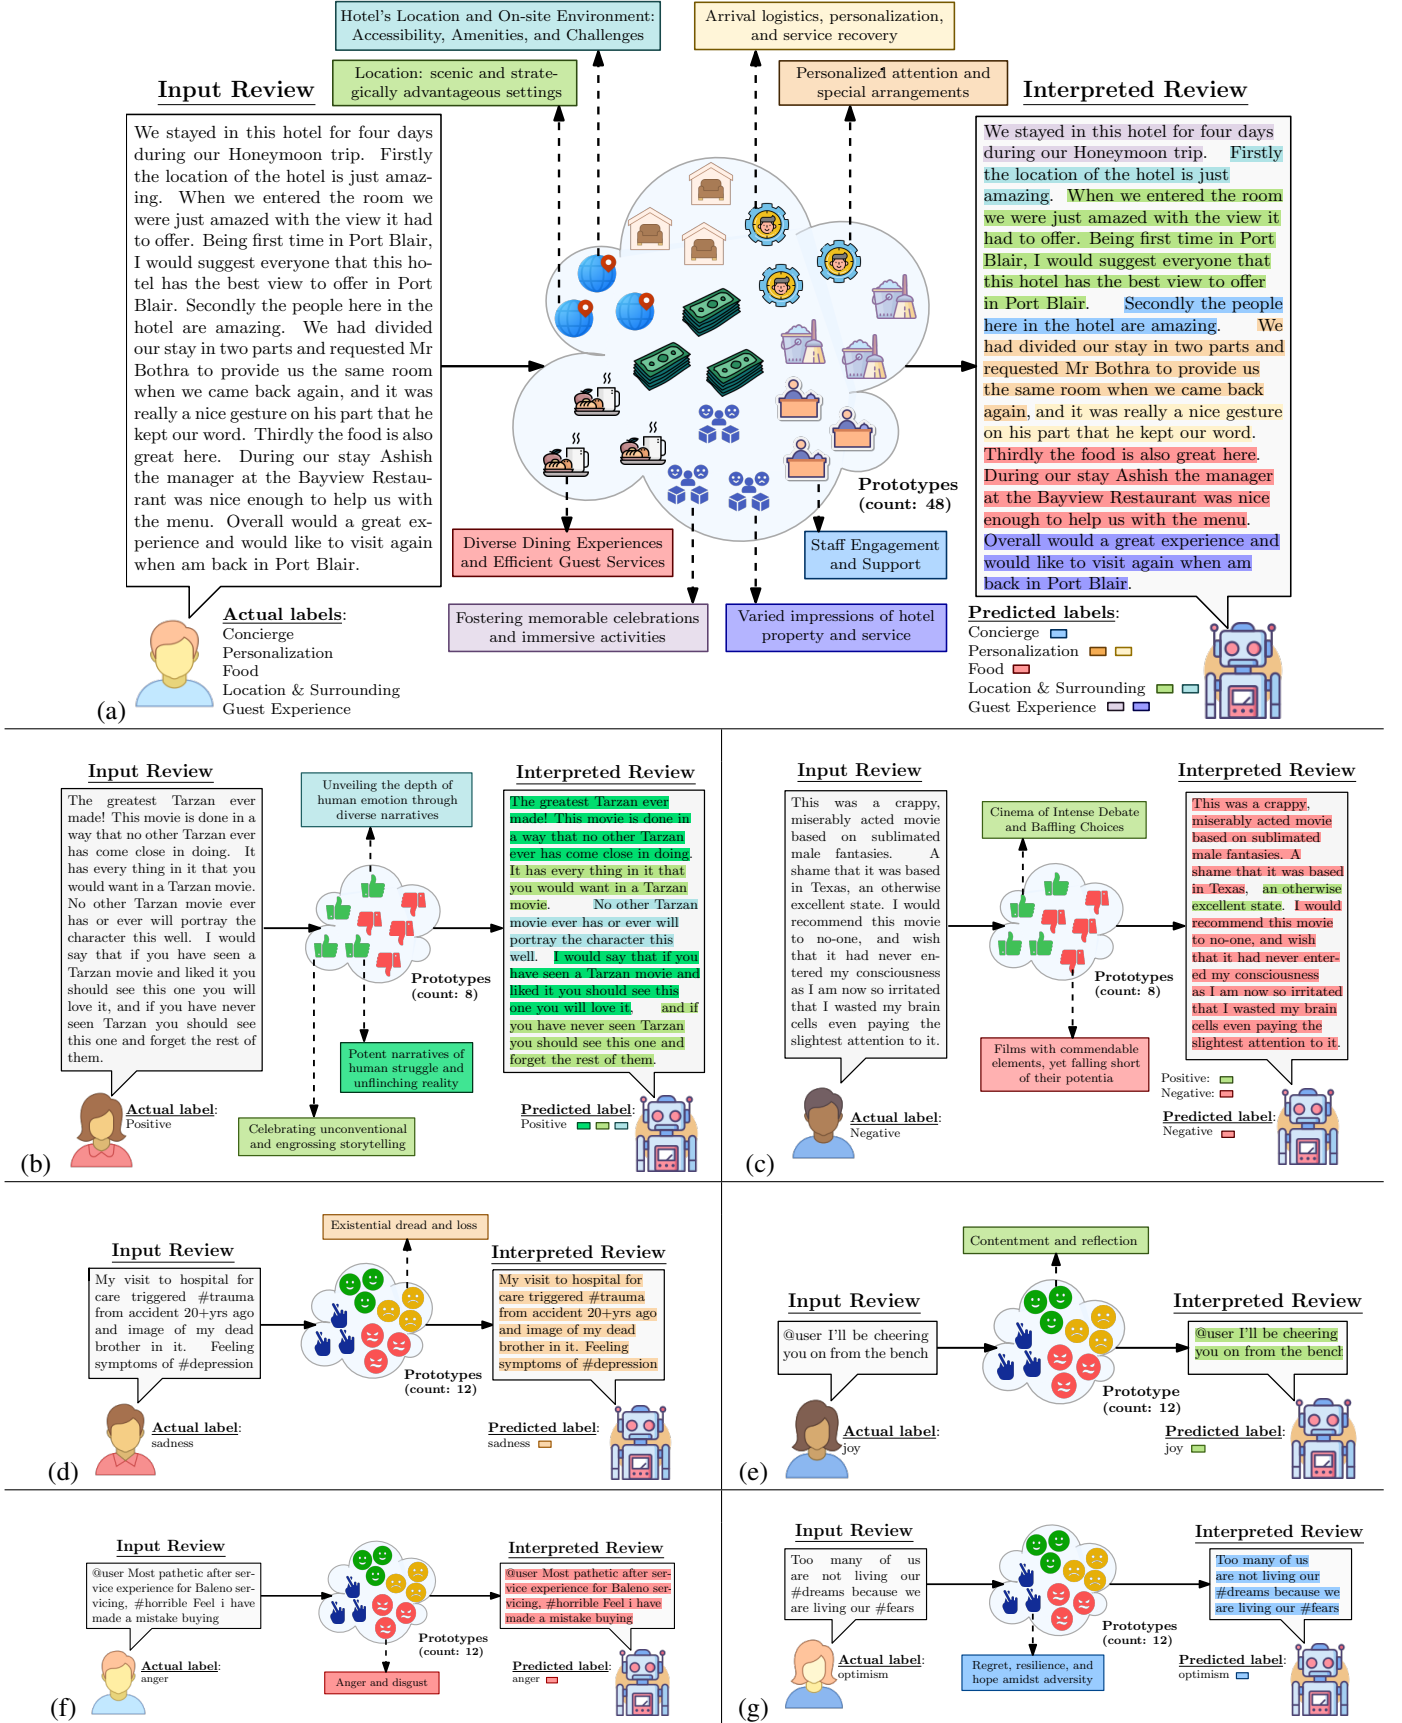 Hotel's Location and On-site Environment:
Accessibility, Amenities, and Challenges
Arrival logistics, personalization,
and service recovery
Location: scenic and strate-
gically advantageous settings
Personalized attention and
special arrangements
Input Review
We stayed in this hotel for four days
during our Honeymoon trip. Firstly
the location of the hotel is just amaz-
ing. When we entered the room we
were just amazed with the view it had
to offer. Being first time in Port Blair,
I would suggest everyone that this ho-
tel has the best view to offer in Port
Blair. Secondly the people here in the
hotel are amazing. We had divided
our stay in two parts and requested Mr
Bothra to provide us the same room
when we came back again, and it was
really a nice gesture on his part that he
kept our word. Thirdly the food is also
great here. During our stay Ashish
the manager at the Bayview Restau-
rant was nice enough to help us with
the menu. Overall would a great ex-
perience and would like to visit again
when am back in Port Blair.
Actual labels:
Concierge
Personalization
Food
Location & Surrounding
Guest Experience
Prototypes
(count: 48)
Diverse Dining Experiences
and Efficient Guest Services
Staff Engagement
and Support
Fostering memorable celebrations
and immersive activities
Varied impressions of hotel
property and service
Interpreted Review
We stayed in this hotel for four days
during our Honeymoon trip. Firstly
the location of the hotel is just
amazing. When we entered the room
we were just amazed with the view it
had to offer. Being first time in Port
Blair, I would suggest everyone that
this hotel has the best view to offer
in Port Blair. Secondly the people
here in the hotel are amazing. We
had divided our stay in two parts and
requested Mr Bothra to provide us
the same room when we came back
again, and it was really a nice gesture
on his part that he kept our word.
Thirdly the food is also great here.
During our stay Ashish the manager
at the Bayview Restaurant was nice
enough to help us with the menu.
Overall would a great experience and
would like to visit again when am
back in Port Blair.
Predicted labels:
Concierge
Personalization
Food
Location & Surrounding
Guest Experience
(a)
Input Review
The greatest Tarzan ever
made! This movie is done in a
way that no other Tarzan ever
has come close in doing. It
has every thing in it that you
would want in a Tarzan movie.
No other Tarzan movie ever
has or ever will portray the
character this well. I would
say that if you have seen a
Tarzan movie and liked it you
should see this one you will
love it, and if you have never
seen Tarzan you should see
this one and forget the rest of
them.
Actual label:
Positive
Unveiling the depth of
human emotion through
diverse narratives
Prototypes
(count: 8)
Potent narratives of
human struggle and
unflinching reality
Celebrating unconventional
and engrossing storytelling
Interpreted Review
The greatest Tarzan ever
made! This movie is done in
a way that no other Tarzan
ever has come close in doing.
It has every thing in it that
you would want in a Tarzan
movie. No other Tarzan
movie ever has or ever will
portray the character this
well. I would say that if you
have seen a Tarzan movie and
liked it you should see this
one you will love it, and if
you have never seen Tarzan
you should see this one and
forget the rest of them.
Predicted label:
Positive
(b)
Input Review
This was a crappy,
miserably acted movie
based on sublimated
male fantasies. A
shame that it was based
in Texas, an otherwise
excellent state. I would
recommend this movie
to no-one, and wish
that it had never en-
tered my consciousness
as I am now so irritated
that I wasted my brain
cells even paying the
slightest attention to it.
Actual label:
Negative
Cinema of Intense Debate
and Baffling Choices
Prototypes
(count: 8)
Films with commendable
elements, yet falling short
of their potentia
Interpreted Review
This was a crappy,
miserably acted movie
based on sublimated
male fantasies. A
shame that it was based
in Texas, an otherwise
excellent state. I would
recommend this movie
to no-one, and wish
that it had never enter-
ed my consciousness
as I am now so irritated
that I wasted my brain
cells even paying the
slightest attention to it.
Positive:
Negative:
Predicted label:
Negative
(c)
Input Review
My visit to hospital for
care triggered #trauma
from accident 20+yrs ago
and image of my dead
brother in it. Feeling
symptoms of #depression
Actual label:
sadness
Existential dread and loss
Prototypes
(count: 12)
Interpreted Review
My visit to hospital for
care triggered #trauma
from accident 20+yrs ago
and image of my dead
brother in it. Feeling
symptoms of #depression
Predicted label:
sadness
(d)
Input Review
@user I'll be cheering
you on from the bench
Actual label:
joy
Contentment and reflection
Prototype
(count: 12)
Interpreted Review
@user I'll be cheering
you on from the bench
Predicted label:
joy
(e)
Input Review
@user Most pathetic after ser-
vice experience for Baleno ser-
vicing, #horrible Feel i have
made a mistake buying
Actual label:
anger
Prototypes
(count: 12)
Anger and disgust
Interpreted Review
@user Most pathetic after ser-
vice experience for Baleno ser-
vicing, #horrible Feel i have
made a mistake buying
Predicted label:
anger
(f)
Input Review
Too many of us
are not living our
#dreams because we
are living our #fears
Actual label:
optimism
Prototypes
(count: 12)
Regret, resilience, and
hope amidst adversity
Interpreted Review
Too many of us
are not living our
#dreams because we
are living our #fears
Predicted label:
optimism
(g)